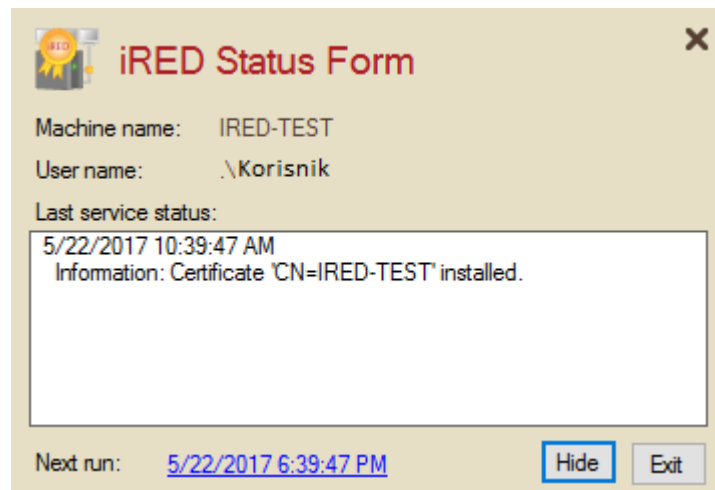 IRED
iRED Status Form
Machine name: IRED-TEST
User name: .\Korisnik
Last service status:
5/22/2017 10:39:47 AM
Information: Certificate 'CN=IRED-TEST' installed.
Next run: 5/22/2017 6:39:47 PM Hide Exit